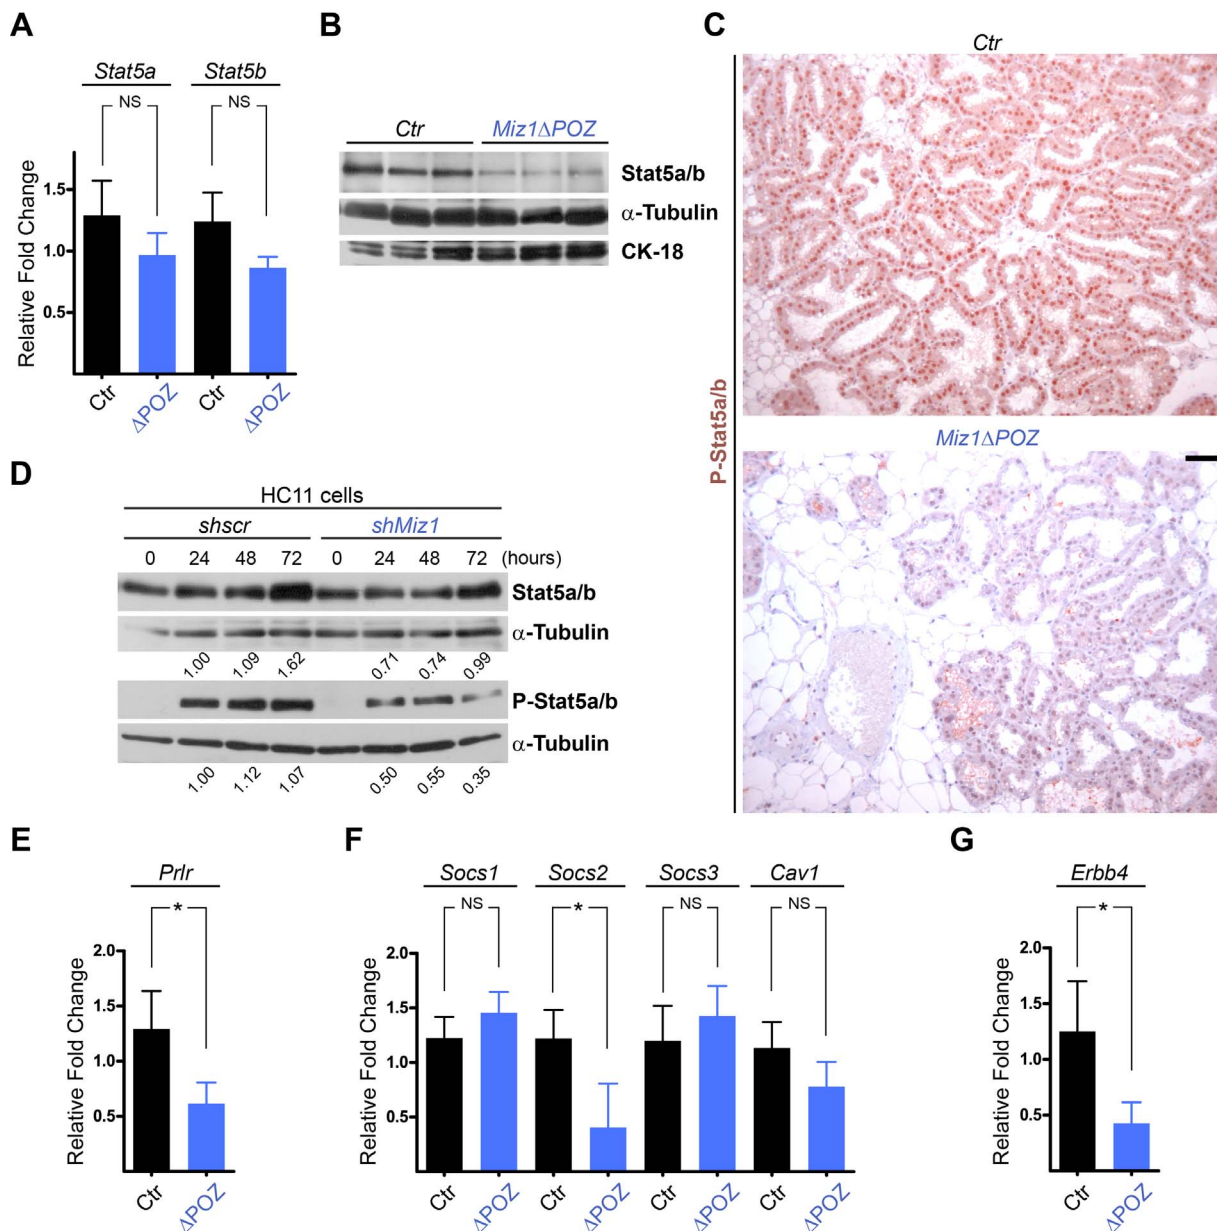 A
Stat5a Stat5b
NS NS
Relative Fold Change
1.5
1.0
0.5
Ctr ΔPOZ Ctr ΔPOZ
B
Ctr Miz1ΔPOZ
Stat5a/b
α-Tubulin
CK-18
C
Ctr
P-Stat5a/b
Miz1ΔPOZ
D
HC11 cells
shscr shMiz1
0 24 48 72 0 24 48 72 (hours)
Stat5a/b
α-Tubulin
1.00 1.09 1.62 0.71 0.74 0.99
P-Stat5a/b
α-Tubulin
1.00 1.12 1.07 0.50 0.55 0.35
E
Prlr
*
Relative Fold Change
2.0
1.5
1.0
0.5
Ctr ΔPOZ
F
Socs1 Socs2 Socs3 Cav1
NS * NS NS
Relative Fold Change
2.0
1.5
1.0
0.5
Ctr ΔPOZ Ctr ΔPOZ Ctr ΔPOZ Ctr ΔPOZ
G
Erbb4
*
Relative Fold Change
2.0
1.5
1.0
0.5
Ctr ΔPOZ